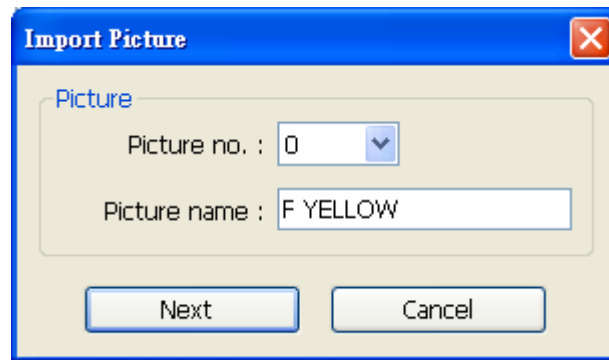 Import Picture
Picture
Picture no. : 0
Picture name : F YELLOW
Next Cancel